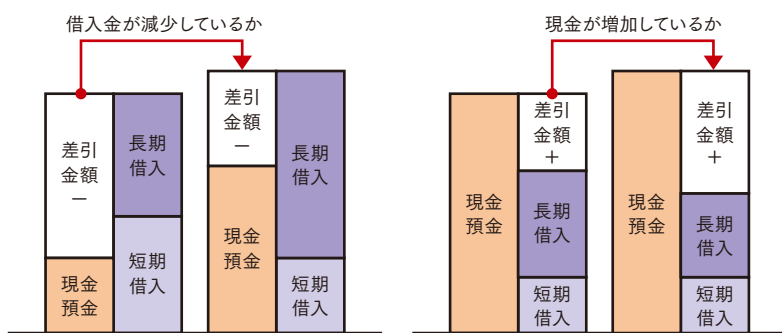 借入金が減少しているか
差引
金額
－
現金
預金
長期
借入
短期
借入
差引
金額
－
現金
預金
長期
借入
短期
借入
現金が増加しているか
現金
預金
差引
金額
＋
長期
借入
短期
借入
現金
預金
差引
金額
＋
長期
借入
短期
借入